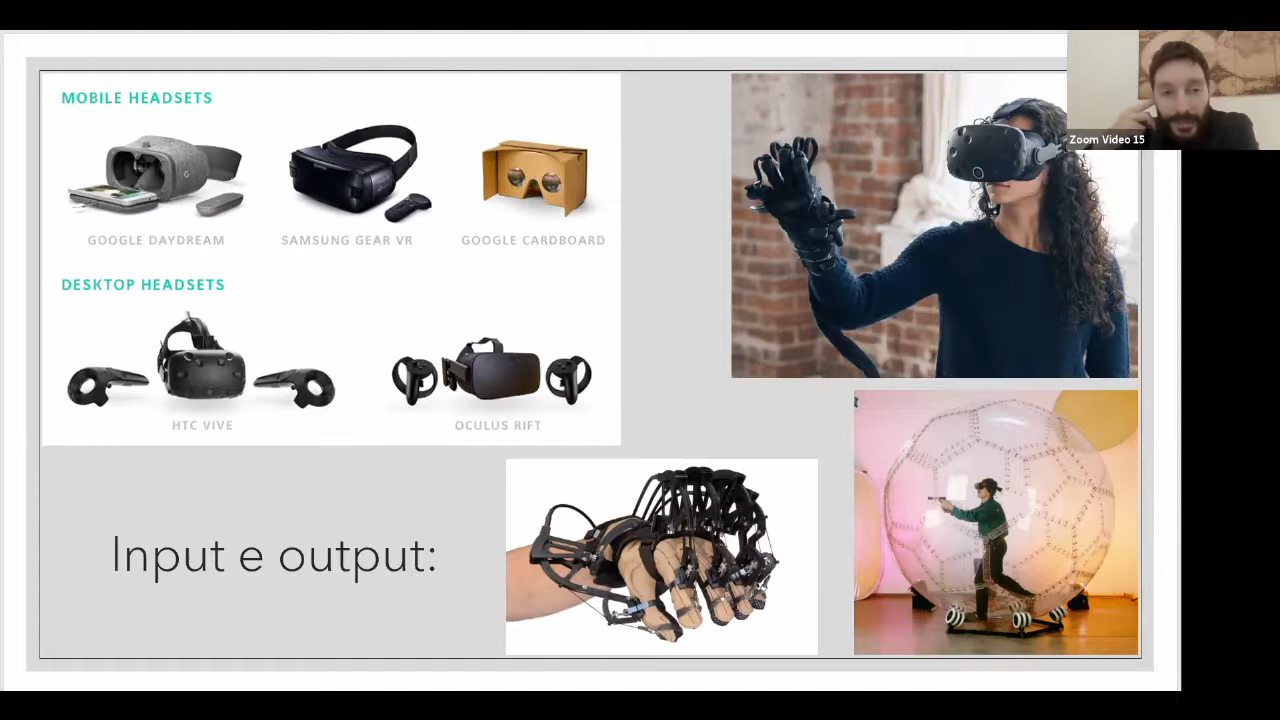 MOBILE HEADSETS
GOOGLE DAYDREAM
SAMSUNG GEAR VR
GOOGLE CARDBOARD
DESKTOP HEADSETS
HTC VIVE
OCULUS RIFT
Input e output:
Zoom Video 15